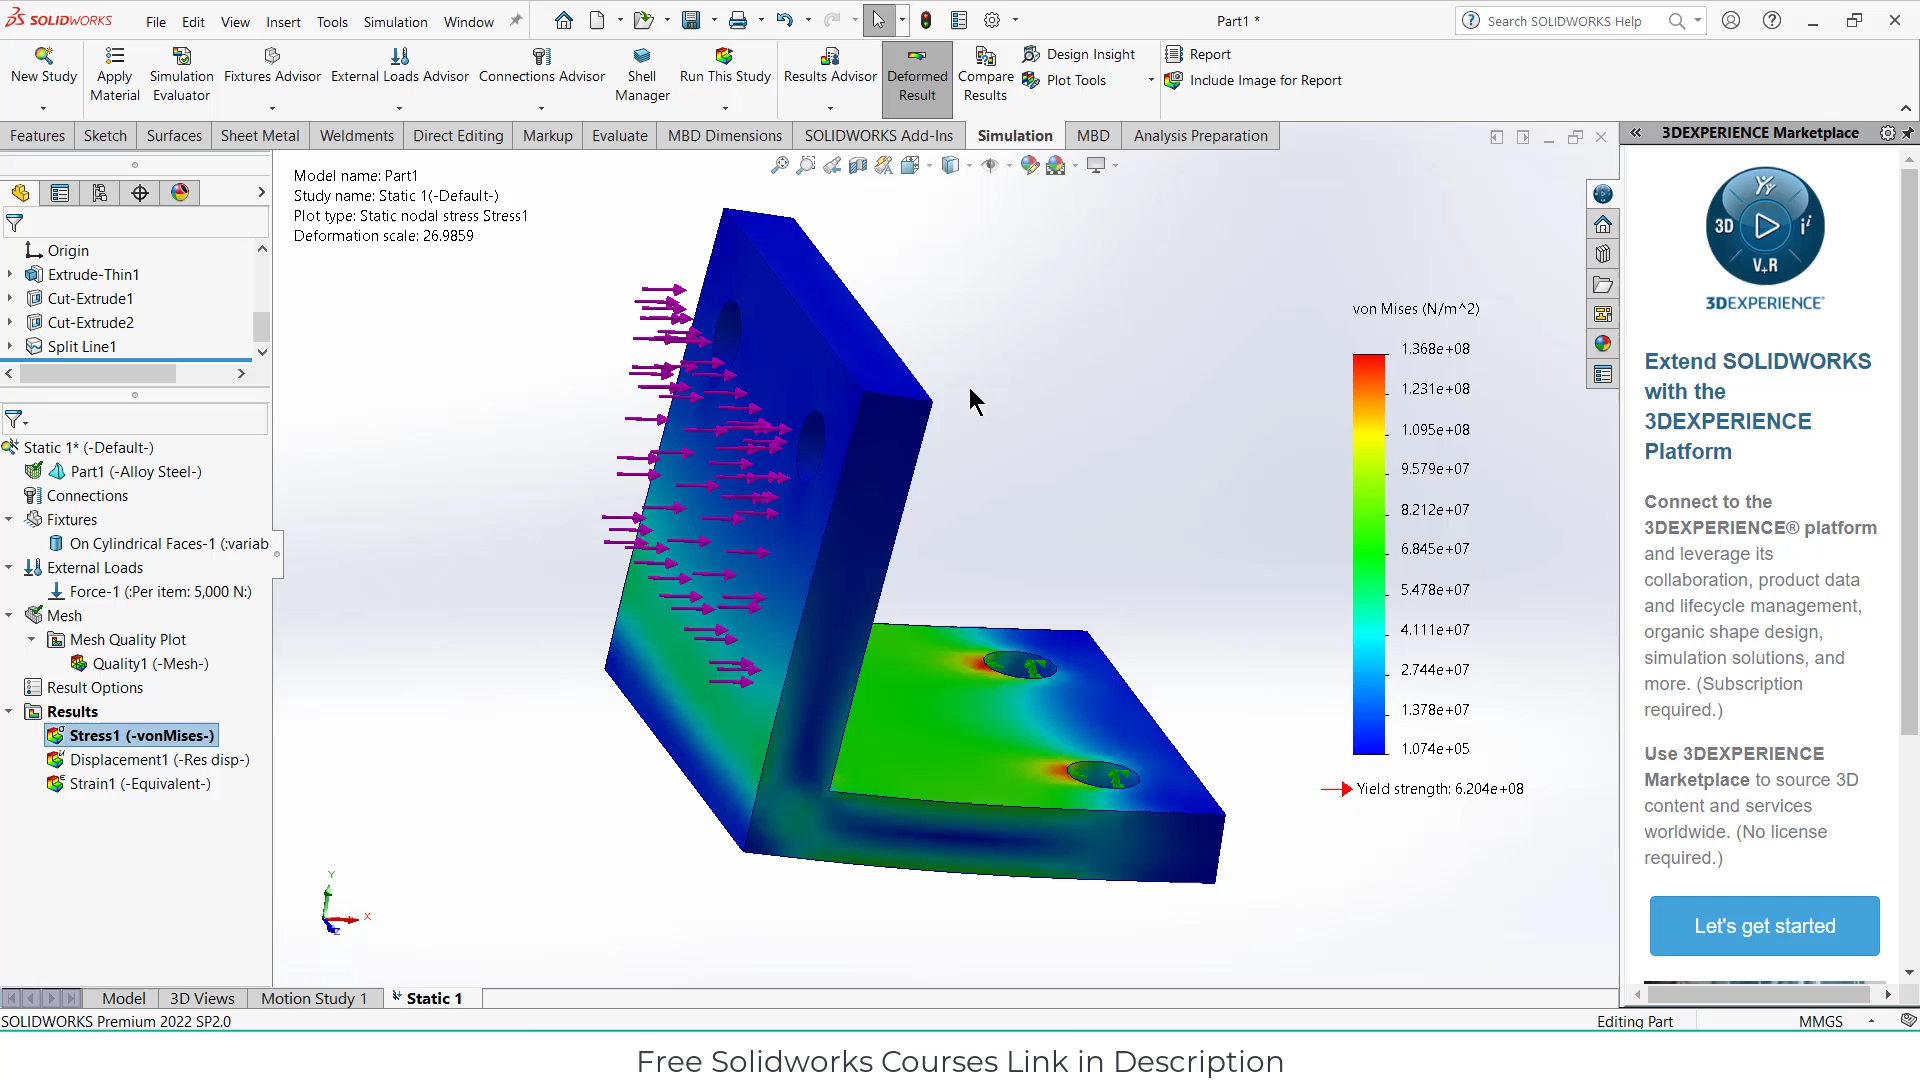 SOLIDWORKS File Edit View Insert Tools Simulation Window Part1 * Search SOLIDWORKS Help
New Study
Apply Material
Simulation Evaluator
Fixtures Advisor
External Loads Advisor
Connections Advisor
Shell Manager
Run This Study
Results Advisor
Deformed Result
Compare Results
Design Insight
Plot Tools
Report
Include Image for Report
Features Sketch Surfaces Sheet Metal Weldments Direct Editing Markup Evaluate MBD Dimensions SOLIDWORKS Add-Ins Simulation MBD Analysis Preparation
3DEXPERIENCE Marketplace
Origin
Extrude-Thin1
Cut-Extrude1
Cut-Extrude2
Split Line1
Static 1* (-Default-)
Part1 (-Alloy Steel-)
Connections
Fixtures
On Cylindrical Faces-1 (:variab
External Loads
Force-1 (:Per item: 5,000 N:)
Mesh
Mesh Quality Plot
Quality1 (-Mesh-)
Result Options
Results
Stress1 (-vonMises-)
Displacement1 (-Res disp-)
Strain1 (-Equivalent-)
Model name: Part1
Study name: Static 1(-Default-)
Plot type: Static nodal stress Stress1
Deformation scale: 26.9859
von Mises (N/m^2)
1.368e+08
1.231e+08
1.095e+08
9.579e+07
8.212e+07
6.845e+07
5.478e+07
4.111e+07
2.744e+07
1.378e+07
1.074e+05
Yield strength: 6.204e+08
Y
X
Z
3D
V+R
i
3DEXPERIENCE
Extend SOLIDWORKS
with the
3DEXPERIENCE
Platform
Connect to the
3DEXPERIENCE® platform
and leverage its
collaboration, product data
and lifecycle management,
organic shape design,
simulation solutions, and
more. (Subscription
required.)
Use 3DEXPERIENCE
Marketplace to source 3D
content and services
worldwide. (No license
required.)
Let's get started
Model 3D Views Motion Study 1 Static 1
SOLIDWORKS Premium 2022 SP2.0 Editing Part MMGS
Free Solidworks Courses Link in Description